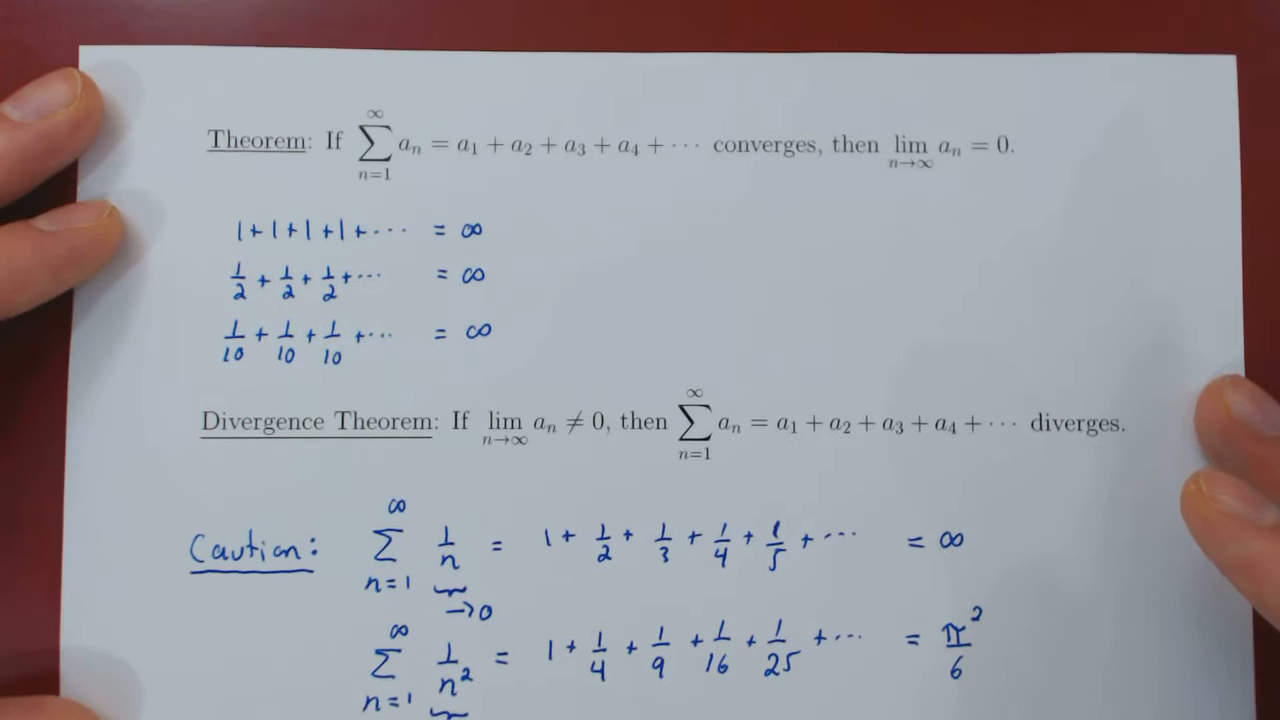 Theorem: If ∑_{n=1}^{∞} a_n = a_1 + a_2 + a_3 + a_4 + ⋯ converges, then lim_{n→∞} a_n = 0.
1+1+1+1+⋯ = ∞
1/2 + 1/2 + 1/2 + ⋯ = ∞
1/10 + 1/10 + 1/10 + ⋯ = ∞
Divergence Theorem: If lim_{n→∞} a_n ≠ 0, then ∑_{n=1}^{∞} a_n = a_1 + a_2 + a_3 + a_4 + ⋯ diverges.
Caution: ∑_{n=1}^{∞} 1/n = 1 + 1/2 + 1/3 + 1/4 + 1/5 + ⋯ = ∞
→0
∑_{n=1}^{∞} 1/n² = 1 + 1/4 + 1/9 + 1/16 + 1/25 + ⋯ = π²/6